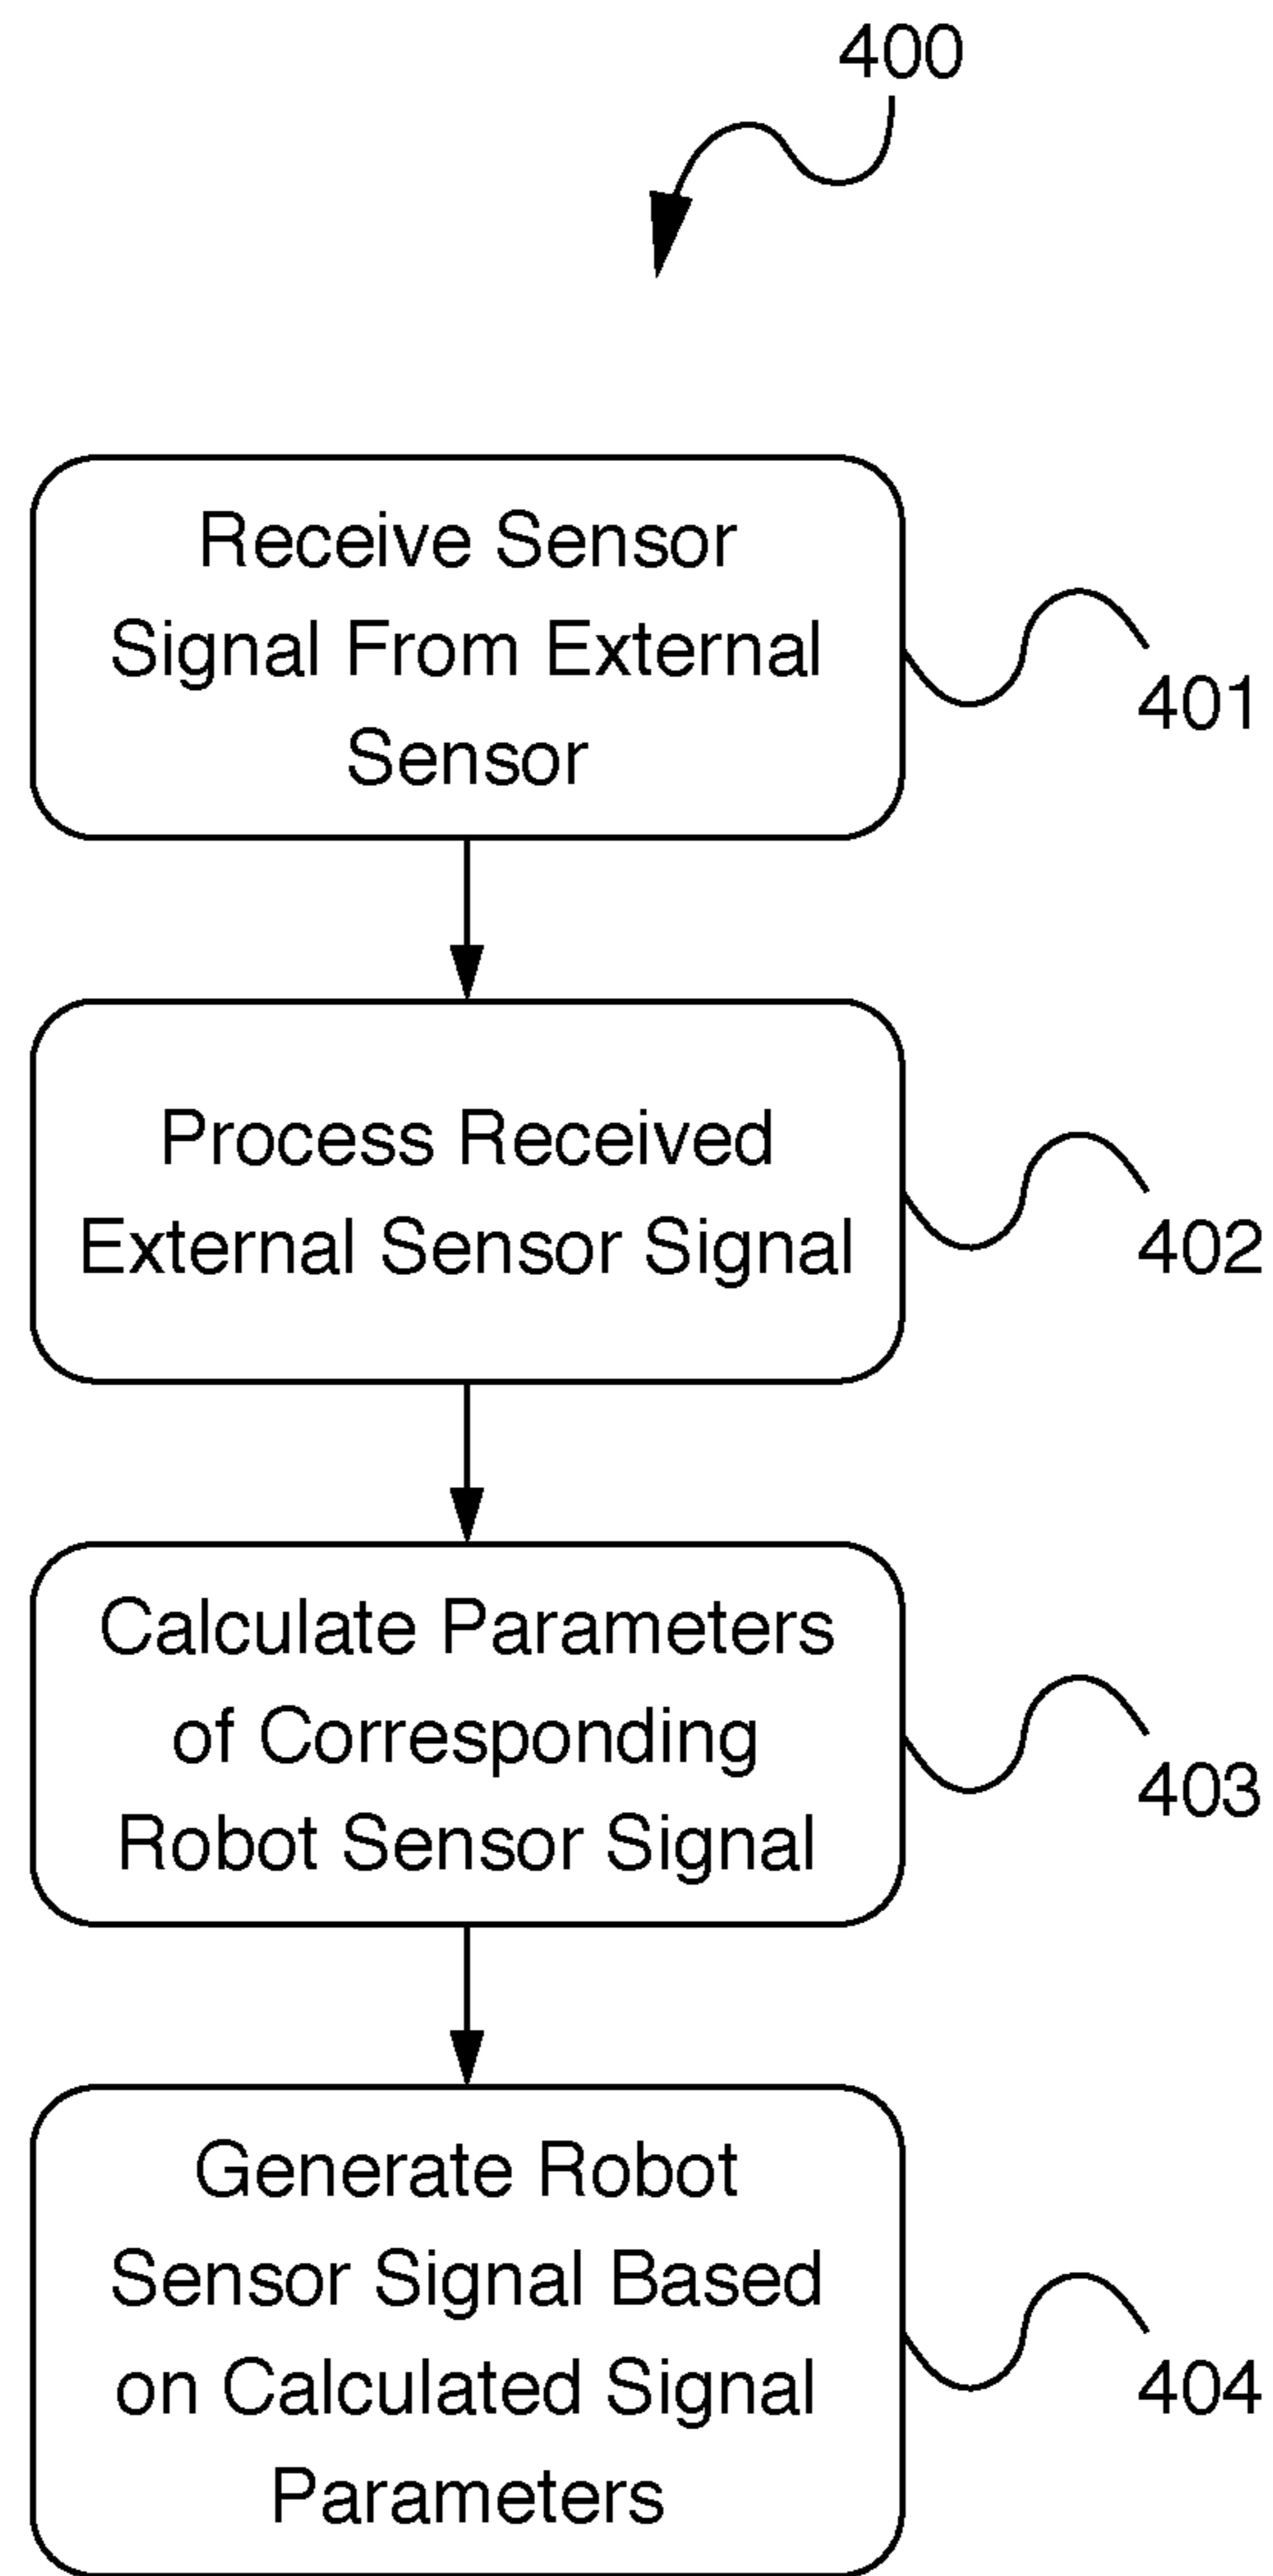 400
Receive Sensor
Signal From External
Sensor
401
Process Received
External Sensor Signal
402
Calculate Parameters
of Corresponding
Robot Sensor Signal
403
Generate Robot
Sensor Signal Based
on Calculated Signal
Parameters
404